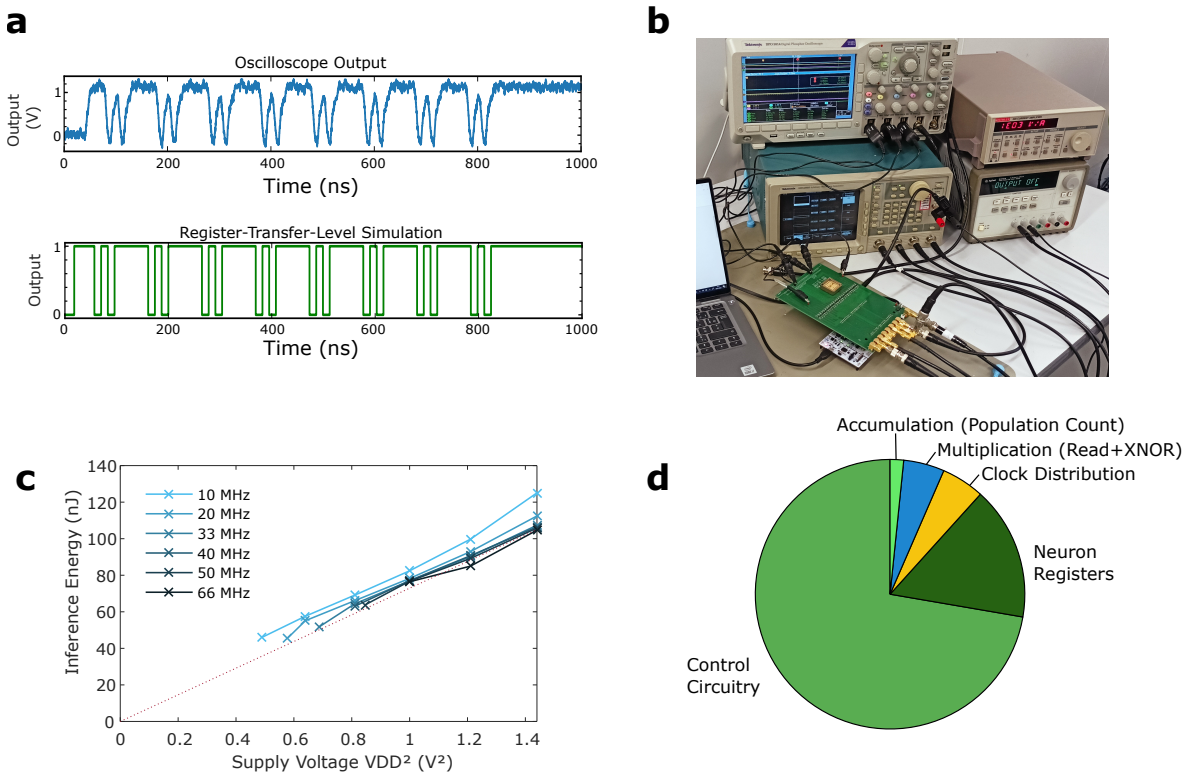 a
Oscilloscope Output
Output
(V)
1
0
0 200 400 600 800 1000
Time (ns)
Register-Transfer-Level Simulation
Output
1
0
0 200 400 600 800 1000
Time (ns)
b
Tektronix
OUTPUT OFF
c
Inference Energy (nJ)
140
120
100
80
60
40
20
0
10 MHz
20 MHz
33 MHz
40 MHz
50 MHz
66 MHz
0 0.2 0.4 0.6 0.8 1 1.2 1.4
Supply Voltage VDD² (V²)
d
Accumulation (Population Count)
Multiplication (Read+XNOR)
Clock Distribution
Neuron
Registers
Control
Circuitry